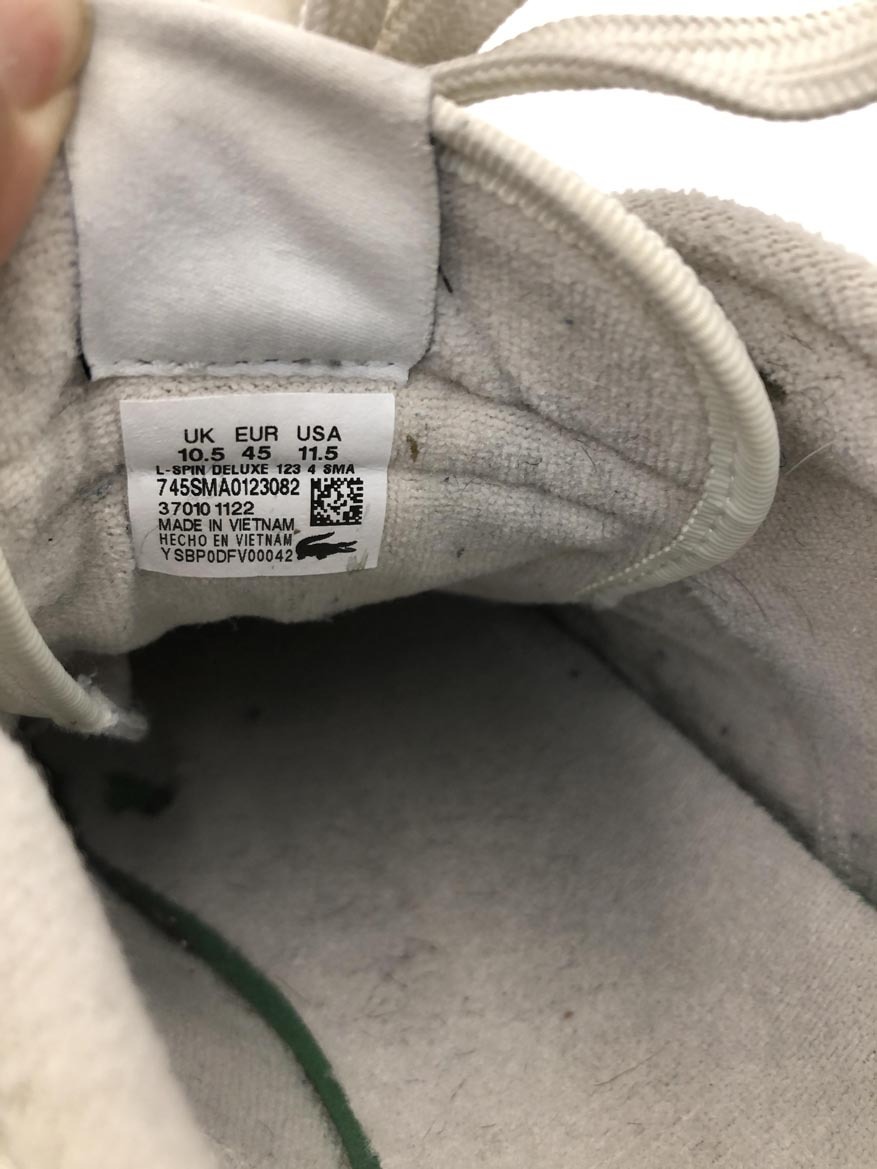 UK EUR USA
10.5 45 11.5
L-SPIN DELUXE 123 4 SMA
745SMA0123082
37010 1122
MADE IN VIETNAM
HECHO EN VIETNAM
YSBP0DFV00042